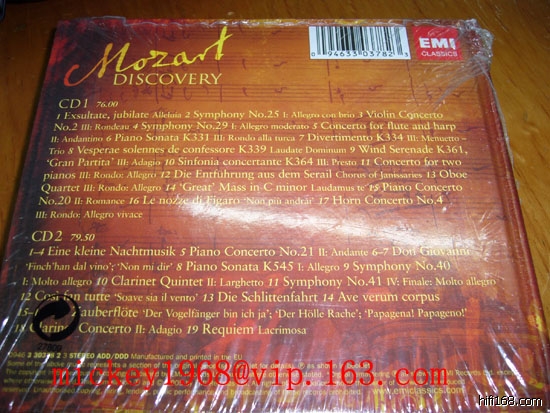 Mozart
DISCOVERY
0 94633 03782
EMI
CLASSICS
CD1 76.00
1 Exsultate, jubilate Alleluia 2 Symphony No.25 I: Allegro con brio 3 Violin Concerto
No.2 III: Rondeau 4 Symphony No.29 I: Allegro moderato 5 Concerto for flute and harp
II: Andantino 6 Piano Sonata K331 III: Rondo alla turca 7 Divertimento K334 III: Menuetto –
Trio 8 Vesperae solennes de confessore K339 Laudate Dominum 9 Wind Serenade K361,
'Gran Partita' III: Adagio 10 Sinfonia concertante K364 III: Presto 11 Concerto for two
pianos III: Rondo: Allegro 12 Die Entführung aus dem Serail Chorus of Janissaries 13 Oboe
Quartet III: Rondo: Allegro 14 'Great' Mass in C minor Laudamus te 15 Piano Concerto
No.20 II: Romance 16 Le nozze di Figaro 'Non più andrai' 17 Horn Concerto No.4
III: Rondo: Allegro vivace
CD2 79.50
1–4 Eine kleine Nachtmusik 5 Piano Concerto No.21 II: Andante 6–7 Don Giovanni
'Finch'han dal vino'; 'Non mi dir' 8 Piano Sonata K545 I: Allegro 9 Symphony No.40
I: Molto allegro 10 Clarinet Quintet II: Larghetto 11 Symphony No.41 IV: Finale: Molto allegro
12 Così fan tutte 'Soave sia il vento' 13 Die Schlittenfahrt 14 Ave verum corpus
15– Zauberflöte 'Der Vogelfänger bin ich ja'; 'Der Hölle Rache'; 'Papagena! Papageno!'
18 Clarinet Concerto II: Adagio 19 Requiem Lacrimosa
2 3 STEREO ADD/DDD Manufactured and printed in the EU
mickey1968@vip.163.com
www.emiclassics.com
hifi168.com